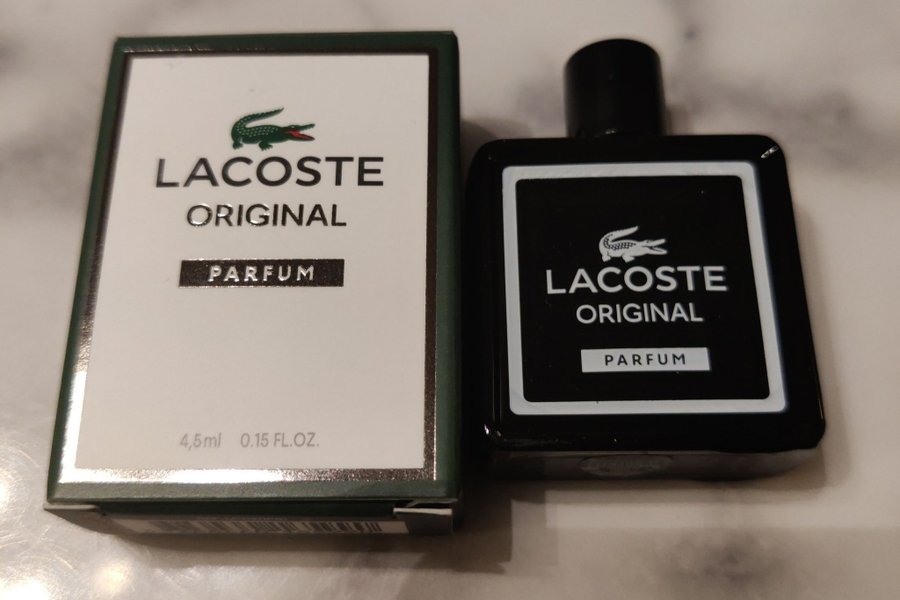 LACOSTE
ORIGINAL
PARFUM
4,5ml 0.15 FL.OZ.
LACOSTE
ORIGINAL
PARFUM